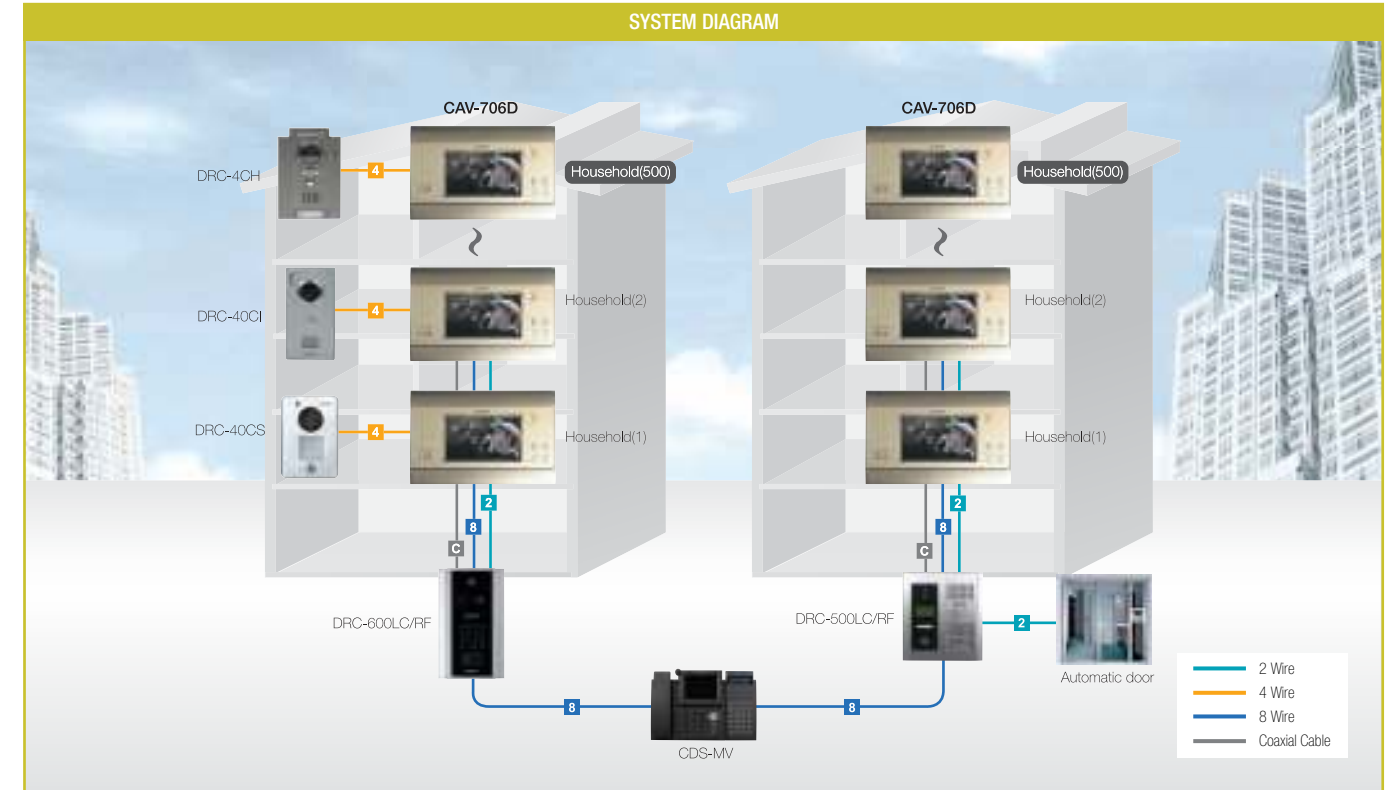 SYSTEM DIAGRAM
CAV-706D
CAV-706D
DRC-4CH
4
Household(500)
Household(500)
DRC-40CI
4
Household(2)
Household(2)
DRC-40CS
4
Household(1)
Household(1)
2
8
C
2
8
C
DRC-600LC/RF
DRC-500LC/RF
2
Automatic door
8
8
CDS-MV
2 Wire
4 Wire
8 Wire
Coaxial Cable